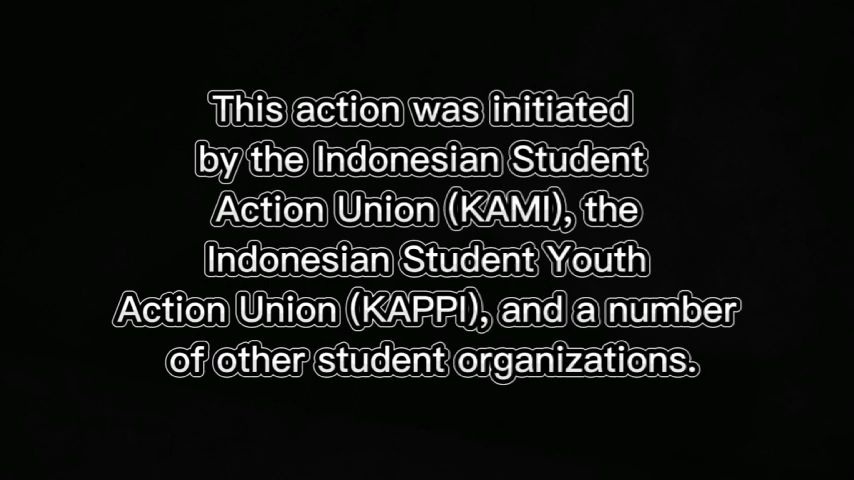 This action was initiated
by the Indonesian Student
Action Union (KAMI), the
Indonesian Student Youth
Action Union (KAPPI), and a number
of other student organizations.